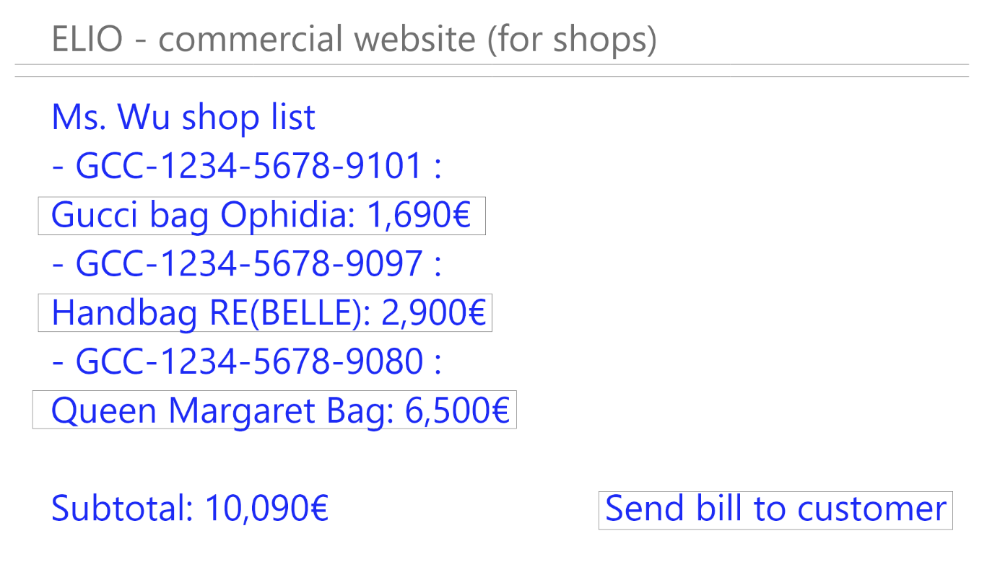 ELIO - commercial website (for shops)
Ms. Wu shop list
- GCC-1234-5678-9101 :
Gucci bag Ophidia: 1,690€
- GCC-1234-5678-9097 :
Handbag RE(BELLE): 2,900€
- GCC-1234-5678-9080 :
Queen Margaret Bag: 6,500€
Subtotal: 10,090€
Send bill to customer